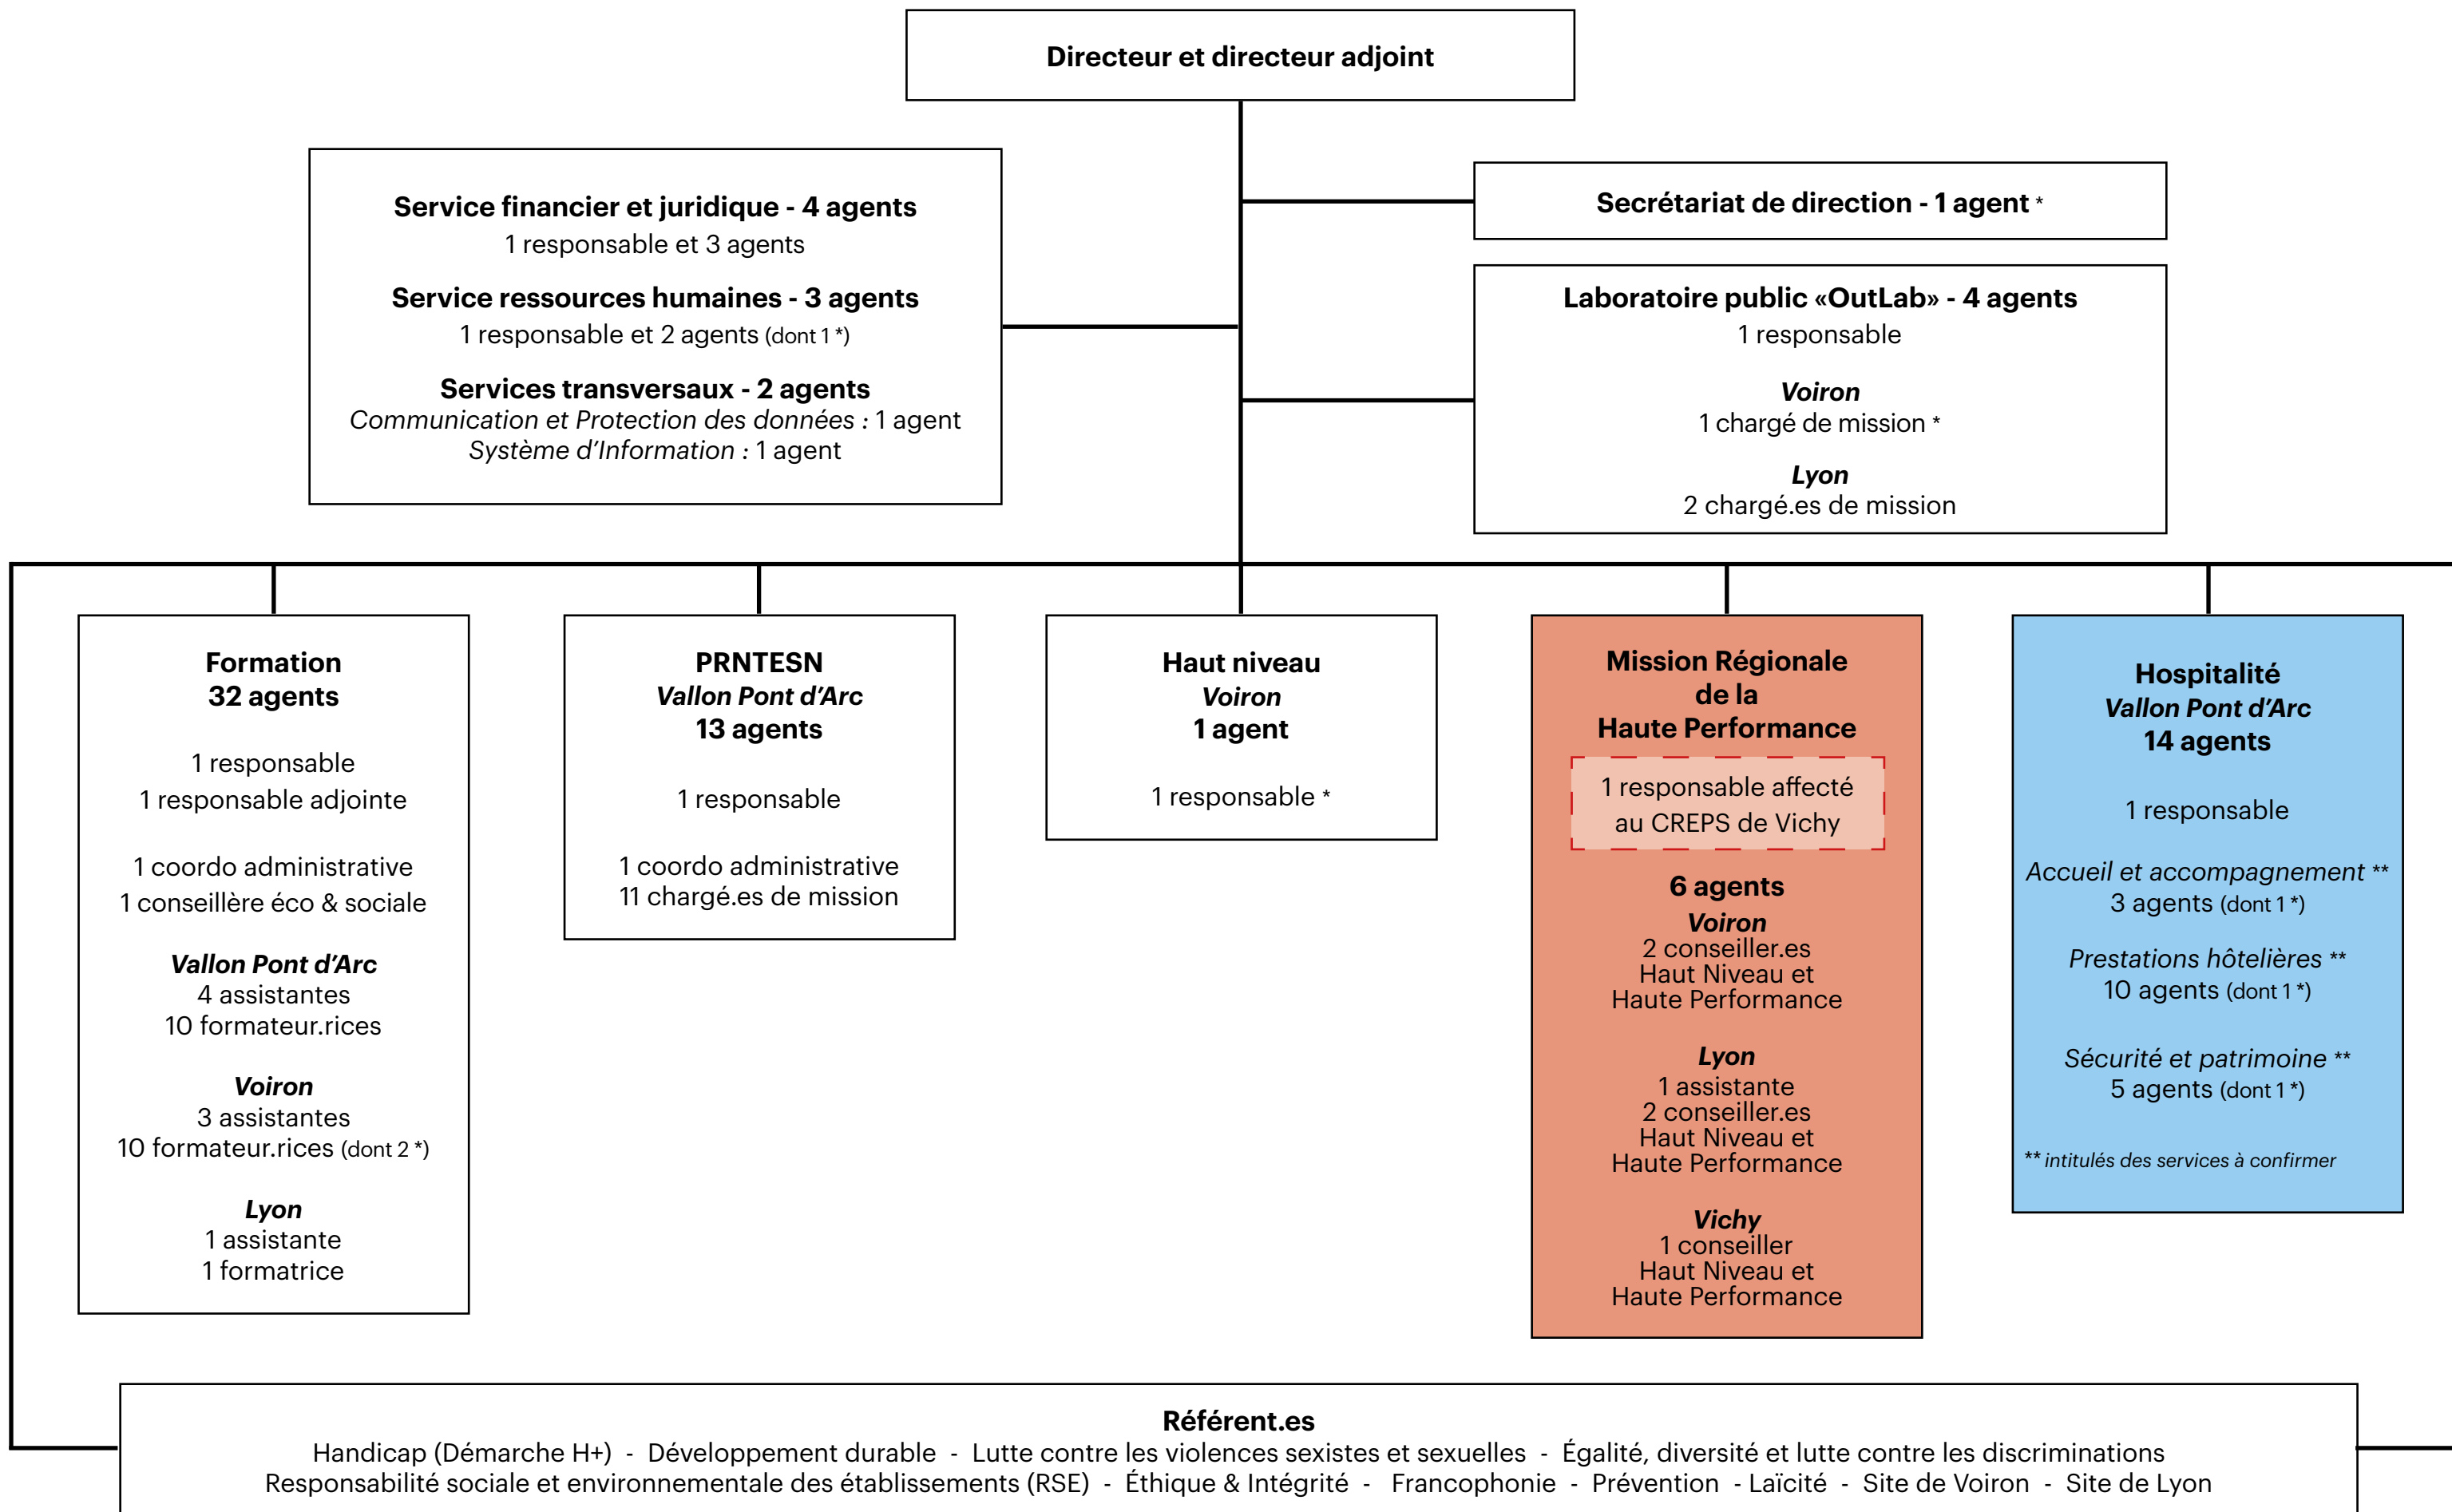 Directeur et directeur adjoint
Service financier et juridique - 4 agents
1 responsable et 3 agents
Service ressources humaines - 3 agents
1 responsable et 2 agents (dont 1 *)
Services transversaux - 2 agents
Communication et Protection des données : 1 agent
Système d'Information : 1 agent
Secrétariat de direction - 1 agent *
Laboratoire public «OutLab» - 4 agents
1 responsable
Voiron
1 chargé de mission *
Lyon
2 chargé.es de mission
Formation
32 agents
1 responsable
1 responsable adjointe
1 coordo administrative
1 conseillère éco & sociale
Vallon Pont d'Arc
4 assistantes
10 formateur.rices
Voiron
3 assistantes
10 formateur.rices (dont 2 *)
Lyon
1 assistante
1 formatrice
PRNTESN
Vallon Pont d'Arc
13 agents
1 responsable
1 coordo administrative
11 chargé.es de mission
Haut niveau
Voiron
1 agent
1 responsable *
Mission Régionale
de la
Haute Performance
1 responsable affecté
au CREPS de Vichy
6 agents
Voiron
2 conseiller.es
Haut Niveau et
Haute Performance
Lyon
1 assistante
2 conseiller.es
Haut Niveau et
Haute Performance
Vichy
1 conseiller
Haut Niveau et
Haute Performance
Hospitalité
Vallon Pont d'Arc
14 agents
1 responsable
Accueil et accompagnement **
3 agents (dont 1 *)
Prestations hôtelières **
10 agents (dont 1 *)
Sécurité et patrimoine **
5 agents (dont 1 *)
** intitulés des services à confirmer
Référent.es
Handicap (Démarche H+) - Développement durable - Lutte contre les violences sexistes et sexuelles - Égalité, diversité et lutte contre les discriminations
Responsabilité sociale et environnementale des établissements (RSE) - Éthique & Intégrité - Francophonie - Prévention - Laïcité - Site de Voiron - Site de Lyon